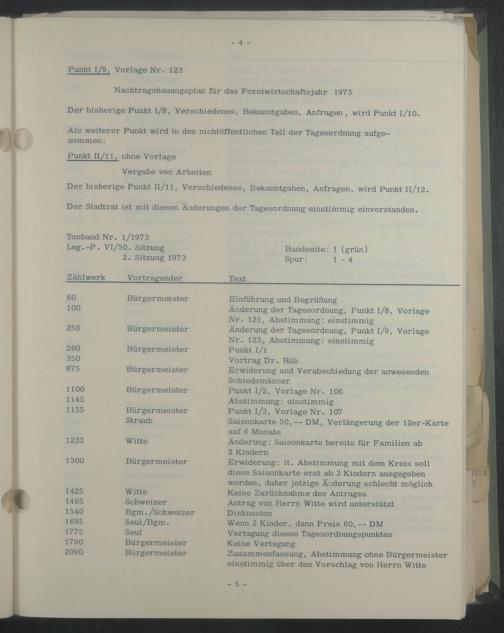 - 4 -
Punkt I/9, Vorlage Nr. 123
Nachtragshauungsplan für das Forstwirtschaftsjahr 1973
Der bisherige Punkt I/8, Verschiedenes, Bekanntgaben, Anfragen, wird Punkt I/10.
Als weiterer Punkt wird in den nichtöffentlichen Teil der Tagesordnung aufge-
nommen:
Punkt II/11, ohne Vorlage
Vergabe von Arbeiten
Der bisherige Punkt II/11, Verschiedenes, Bekanntgaben, Anfragen, wird Punkt II/12.
Der Stadtrat ist mit diesen Änderungen der Tagesordnung einstimmig einverstanden.
Tonband Nr. 1/1973
Leg.-P. VI/50. Sitzung Bandseite: 1 (grün)
2. Sitzung 1973 Spur: 1 - 4
Zählwerk Vortragender Text
60 Bürgermeister Einführung und Begrüßung
100 Änderung der Tagesordnung, Punkt I/8, Vorlage
Nr. 121, Abstimmung: einstimmig
250 Bürgermeister Änderung der Tagesordnung, Punkt I/9, Vorlage
Nr. 123, Abstimmung: einstimmig
280 Bürgermeister Punkt I/1
350 Vortrag Dr. Rüb
875 Bürgermeister Erwiderung und Verabschiedung der anwesenden
Schiedsmänner
1100 Bürgermeister Punkt I/2, Vorlage Nr. 106
1145 Abstimmung: einstimmig
1155 Bürgermeister Punkt I/3, Vorlage Nr. 107
Straub Saisonkarte 50,-- DM, Verlängerung der 12er-Karte
auf 6 Monate
1233 Witte Änderung: Saisonkarte bereits für Familien ab
2 Kindern
1300 Bürgermeister Erwiderung: lt. Abstimmung mit dem Kreis soll
diese Saisonkarte erst ab 3 Kindern ausgegeben
werden, daher jetzige Änderung schlecht möglich
1425 Witte Keine Zurücknahme des Antrages
1465 Schweizer Antrag von Herrn Witte wird unterstützt
1540 Bgm./Schweizer Diskussion
1695 Seul/Bgm. Wenn 2 Kinder, dann Preis 60,-- DM
1775 Seul Vertagung dieses Tagesordnungspunktes
1790 Bürgermeister Keine Vertagung
2090 Bürgermeister Zusammenfassung, Abstimmung ohne Bürgermeister
einstimmig über den Vorschlag von Herrn Witte
- 5 -